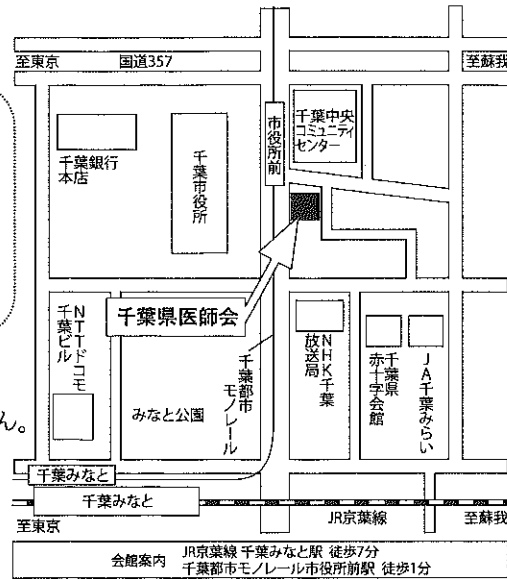 至東京
国道357
至蘇我
千葉銀行
本店
千葉市役所
市役所前
千葉中央
コミュニティ
センター
千葉県医師会
NTTドコモ
千葉ビル
みなと公園
千葉都市
モノレール
NHK千葉
放送局
千葉県
赤十字会館
JA千葉みらい
ん。
千葉みなと
千葉みなと
至東京
JR京葉線
至蘇我
会館案内
JR京葉線 千葉みなと駅 徒歩7分
千葉都市モノレール市役所前駅 徒歩1分